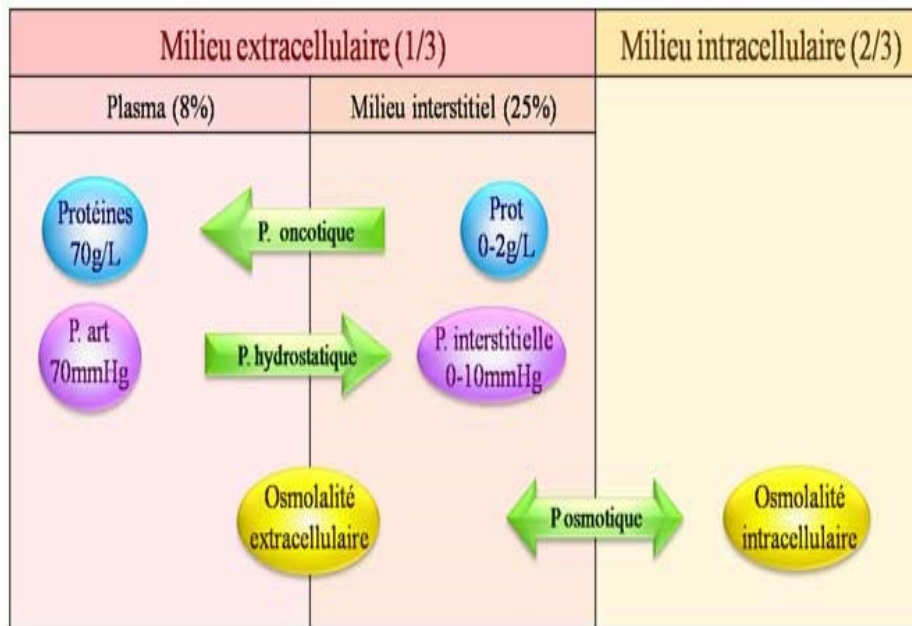 Milieu extracellulaire (1/3)
Milieu intracellulaire (2/3)
Plasma (8%)
Milieu interstitiel (25%)
Protéines
70g/L
P. oncotique
Prot
0-2g/L
P. art
70mmHg
P. hydrostatique
P. interstitielle
0-10mmHg
Osmolalité
extracellulaire
P osmotique
Osmolalité
intracellulaire